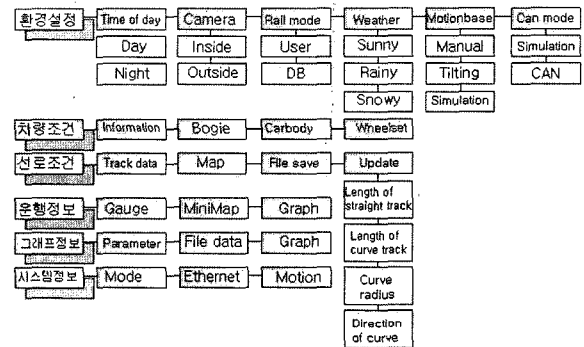 환경설정 Time of day Camera Rail mode Weather Motionbase Can mode
Day Inside User Sunny Manual Simulation
Night Outside DB Rainy Tilting CAN
Snowy Simulation
차량조건 Information Bogie Carbody Wheelset
선로조건 Track data Map File save Update
Length of
straight track
운행정보 Gauge MiniMap Graph
Length of
curve track
그래프정보 Parameter File data Graph
시스템정보 Mode Ethernet Motion
Curve
radius
Direction
of curve